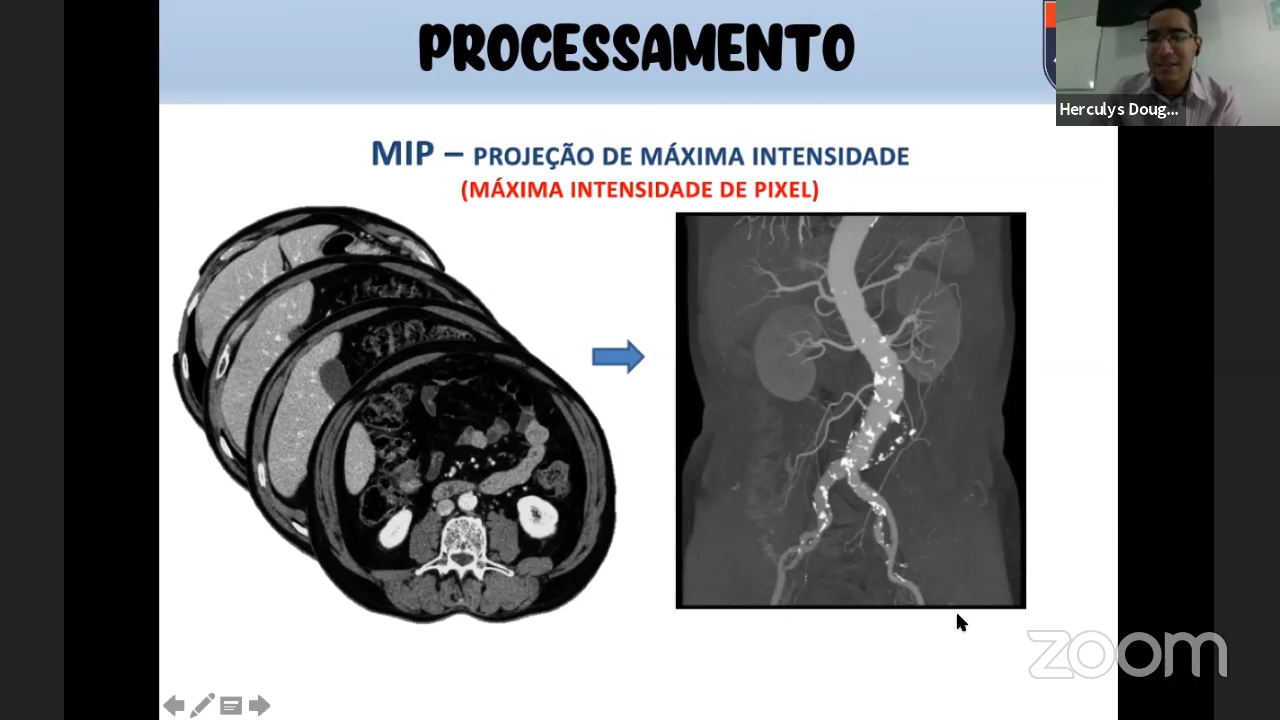 PROCESSAMENTO
Herculys Doug...
MIP – PROJEÇÃO DE MÁXIMA INTENSIDADE
(MÁXIMA INTENSIDADE DE PIXEL)
zoom